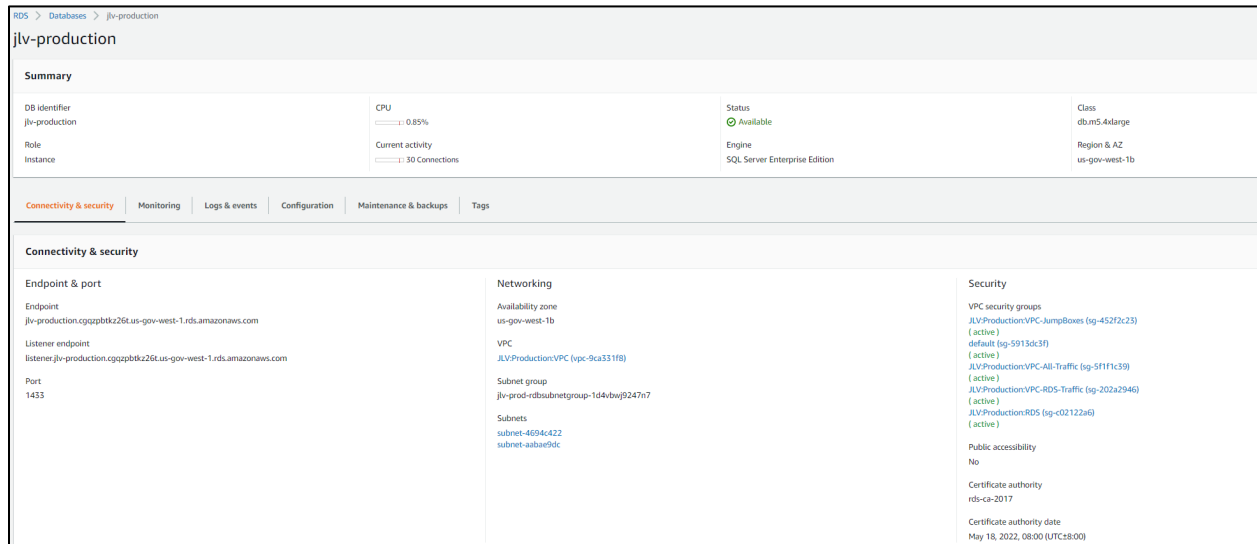 RDS > Databases > jlv-production
jlv-production
Summary
DB identifier
jlv-production
CPU
0.85%
Status
Available
Class
db.m5.4xlarge
Role
Instance
Current activity
30 Connections
Engine
SQL Server Enterprise Edition
Region & AZ
us-gov-west-1b
Connectivity & security
Monitoring
Logs & events
Configuration
Maintenance & backups
Tags
Connectivity & security
Endpoint & port
Endpoint
jlv-production.cgqzpbtkz26t.us-gov-west-1.rds.amazonaws.com
Listener endpoint
listener.jlv-production.cgqzpbtkz26t.us-gov-west-1.rds.amazonaws.com
Port
1433
Networking
Availability zone
us-gov-west-1b
VPC
JLV:Production:VPC (vpc-9ca331f8)
Subnet group
jlv-prod-rdbsubnetgroup-1d4vbwj9247n7
Subnets
subnet-4694c422
subnet-aabae9dc
Security
VPC security groups
JLV:Production:VPC-JumpBoxes (sg-452f2c23)
( active )
default (sg-5913dc3f)
( active )
JLV:Production:VPC-All-Traffic (sg-5f1f1c39)
( active )
JLV:Production:VPC-RDS-Traffic (sg-202a2946)
( active )
JLV:Production:RDS (sg-c02122a6)
( active )
Public accessibility
No
Certificate authority
rds-ca-2017
Certificate authority date
May 18, 2022, 08:00 (UTC±8:00)